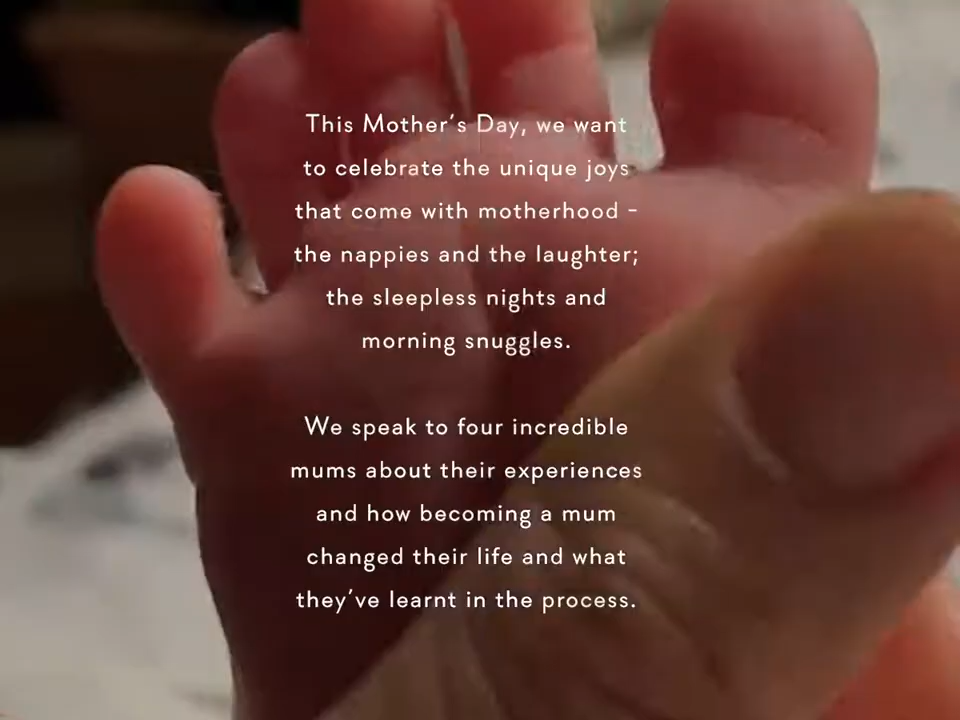 This Mother's Day, we want
to celebrate the unique joys
that come with motherhood -
the nappies and the laughter;
the sleepless nights and
morning snuggles.
We speak to four incredible
mums about their experiences
and how becoming a mum
changed their life and what
they've learnt in the process.